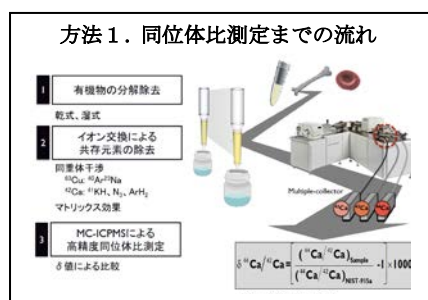 方法１. 同位体比測定までの流れ
1 有機物の分解除去
乾式、湿式
2 イオン交換による
共存元素の除去
同重体干渉
⁶³Cu: ⁴⁰Ar²³Na
⁴²Ca: ⁴¹KH, N₃, ArH₂
マトリックス効果
3 MC-ICPMSによる
高精度同位体比測定
δ値による比較
Multiple-collector
δ ⁴⁴Ca/⁴²Ca = [ (⁴⁴Ca/⁴²Ca)Sample / (⁴⁴Ca/⁴²Ca)NIST-915a -1 ] ×1000